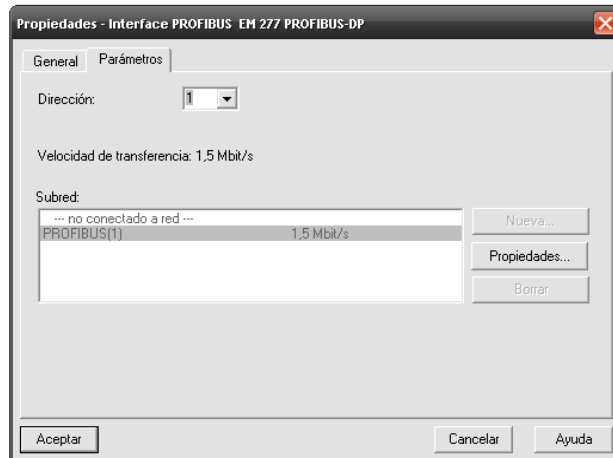 Propiedades - Interface PROFIBUS EM 277 PROFIBUS-DP
General Parámetros
Dirección: 1
Velocidad de transferencia: 1,5 Mbit/s
Subred:
--- no conectado a red ---
PROFIBUS(1) 1,5 Mbit/s
Nueva...
Propiedades...
Borrar
Aceptar Cancelar Ayuda